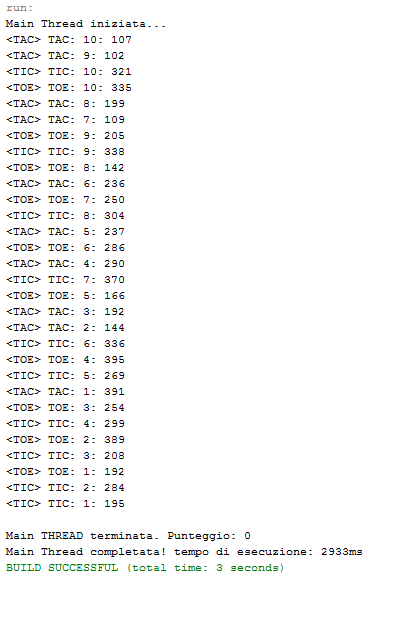 run:
Main Thread iniziata...
<TAC> TAC: 10: 107
<TAC> TAC: 9: 102
<TIC> TIC: 10: 321
<TOE> TOE: 10: 335
<TAC> TAC: 8: 199
<TAC> TAC: 7: 109
<TOE> TOE: 9: 205
<TIC> TIC: 9: 338
<TOE> TOE: 8: 142
<TAC> TAC: 6: 236
<TOE> TOE: 7: 250
<TIC> TIC: 8: 304
<TAC> TAC: 5: 237
<TOE> TOE: 6: 286
<TAC> TAC: 4: 290
<TIC> TIC: 7: 370
<TOE> TOE: 5: 166
<TAC> TAC: 3: 192
<TAC> TAC: 2: 144
<TIC> TIC: 6: 336
<TOE> TOE: 4: 395
<TIC> TIC: 5: 269
<TAC> TAC: 1: 391
<TOE> TOE: 3: 254
<TIC> TIC: 4: 299
<TOE> TOE: 2: 389
<TIC> TIC: 3: 208
<TOE> TOE: 1: 192
<TIC> TIC: 2: 284
<TIC> TIC: 1: 195
Main THREAD terminata. Punteggio: 0
Main Thread completata! tempo di esecuzione: 2933ms
BUILD SUCCESSFUL (total time: 3 seconds)